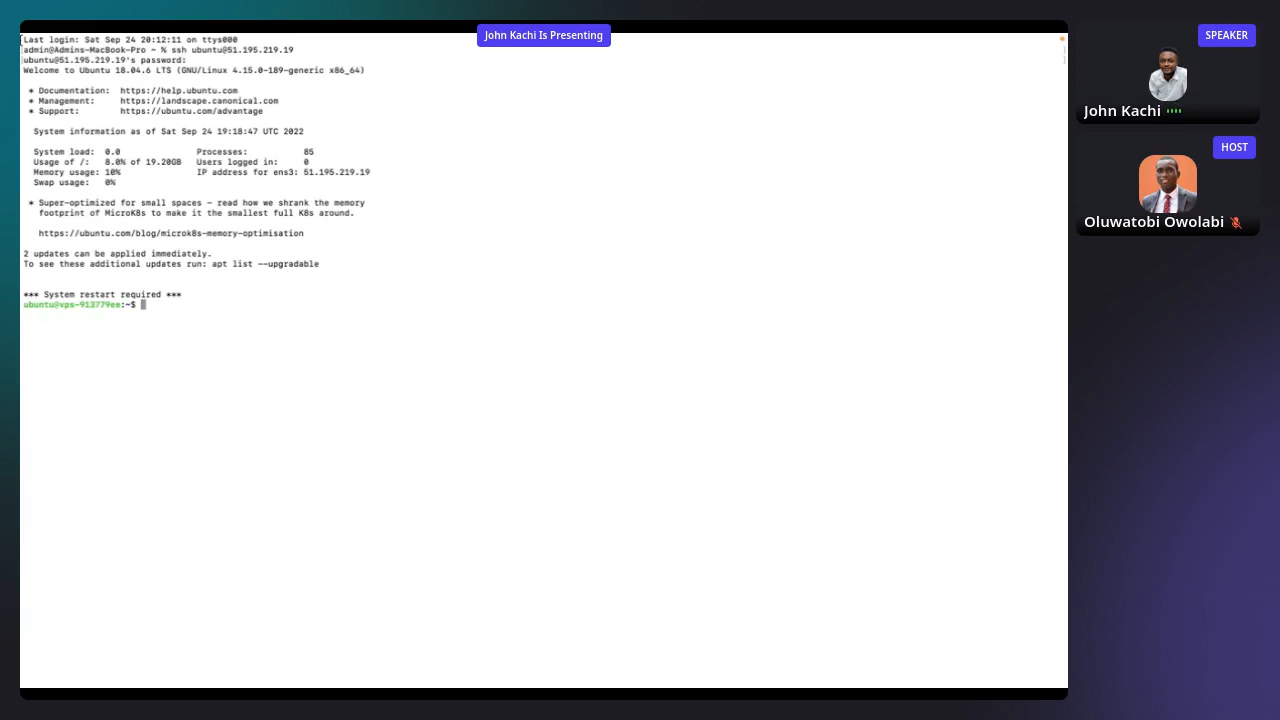 John Kachi Is Presenting
Last login: Sat Sep 24 20:12:11 on ttys000
[admin@Admins-MacBook-Pro ~ % ssh ubuntu@51.195.219.19
[ubuntu@51.195.219.19's password:
Welcome to Ubuntu 18.04.6 LTS (GNU/Linux 4.15.0-189-generic x86_64)
* Documentation: https://help.ubuntu.com
* Management: https://landscape.canonical.com
* Support: https://ubuntu.com/advantage
System information as of Sat Sep 24 19:18:47 UTC 2022
System load: 0.0 Processes: 85
Usage of /: 8.0% of 19.20GB Users logged in: 0
Memory usage: 10% IP address for ens3: 51.195.219.19
Swap usage: 0%
* Super-optimized for small spaces - read how we shrank the memory
footprint of MicroK8s to make it the smallest full K8s around.
https://ubuntu.com/blog/microk8s-memory-optimisation
2 updates can be applied immediately.
To see these additional updates run: apt list --upgradable
*** System restart required ***
ubuntu@vps-913779ee:~$
SPEAKER
John Kachi
HOST
Oluwatobi Owolabi